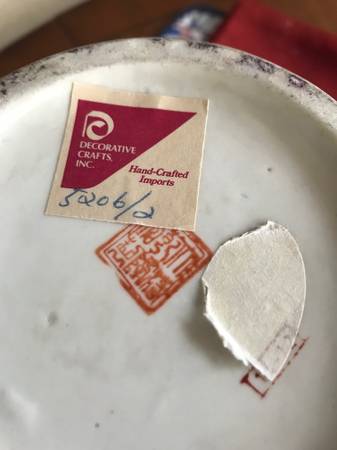 DECORATIVE
CRAFTS,
INC.
Hand-Crafted
Imports
5206/2